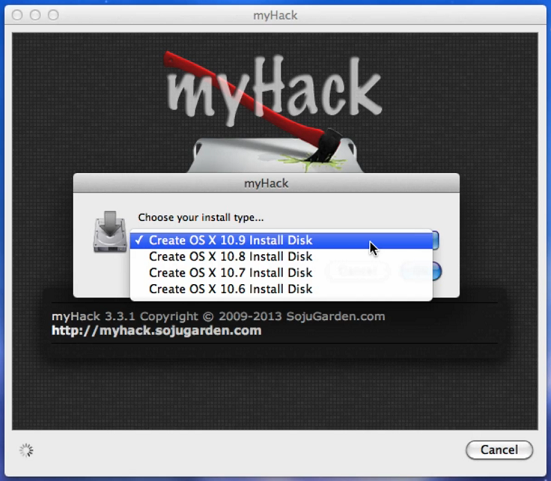 myHack
myHack
myHack
Choose your install type...
✓ Create OS X 10.9 Install Disk
Create OS X 10.8 Install Disk
Create OS X 10.7 Install Disk
Create OS X 10.6 Install Disk
Cancel
myHack 3.3.1 Copyright © 2009-2013 SojuGarden.com
http://myhack.sojugarden.com
Cancel